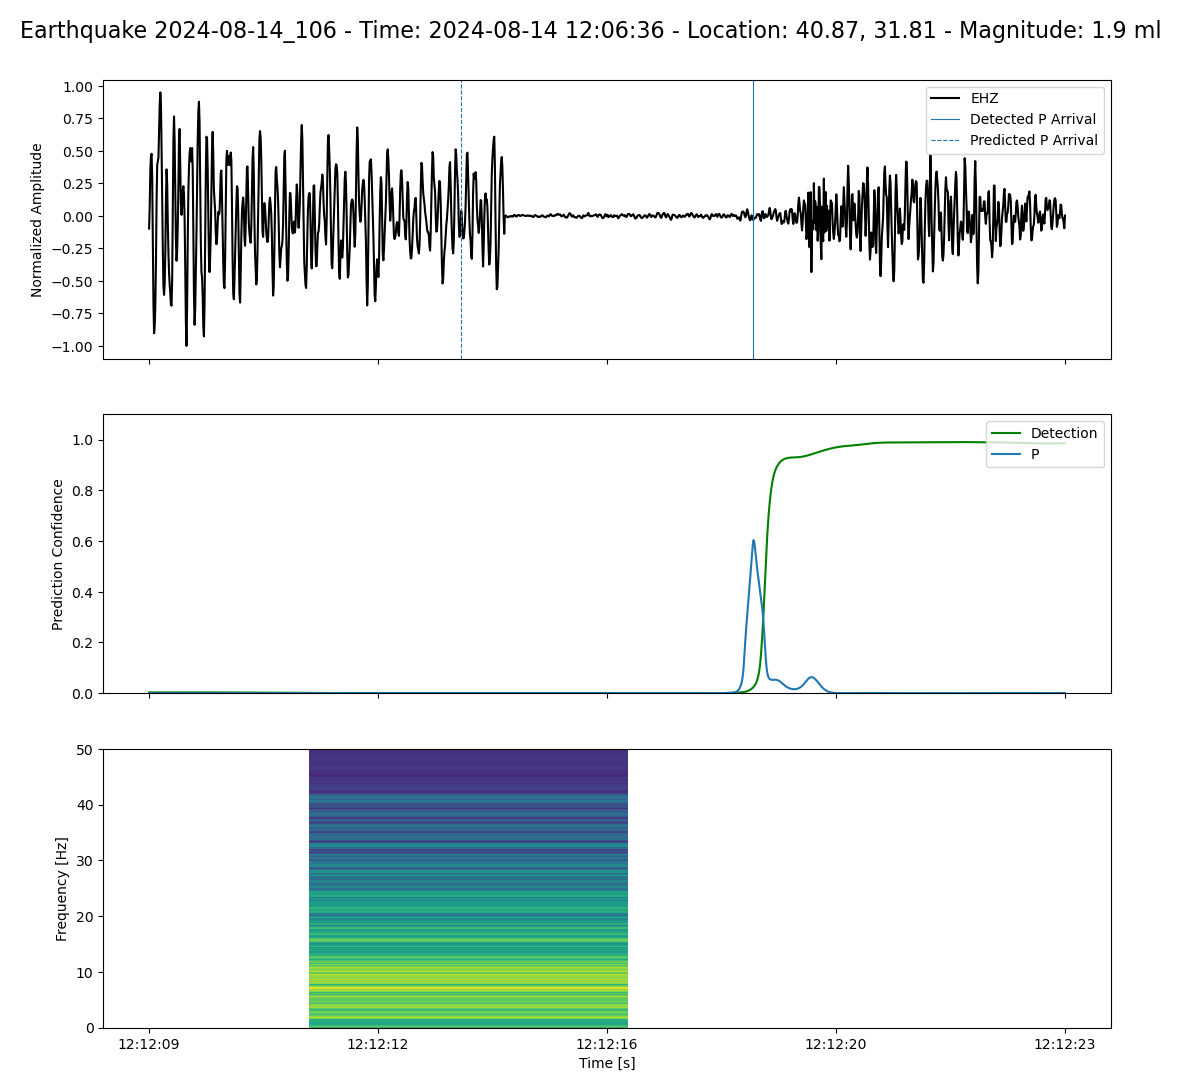 Earthquake 2024-08-14_106 - Time: 2024-08-14 12:06:36 - Location: 40.87, 31.81 - Magnitude: 1.9 ml
1.00
0.75
0.50
0.25
0.00
−0.25
−0.50
−0.75
−1.00
Normalized Amplitude
EHZ
Detected P Arrival
Predicted P Arrival
1.0
0.8
0.6
0.4
0.2
0.0
Prediction Confidence
Detection
P
50
40
30
20
10
0
Frequency [Hz]
12:12:09
12:12:12
12:12:16
12:12:20
12:12:23
Time [s]